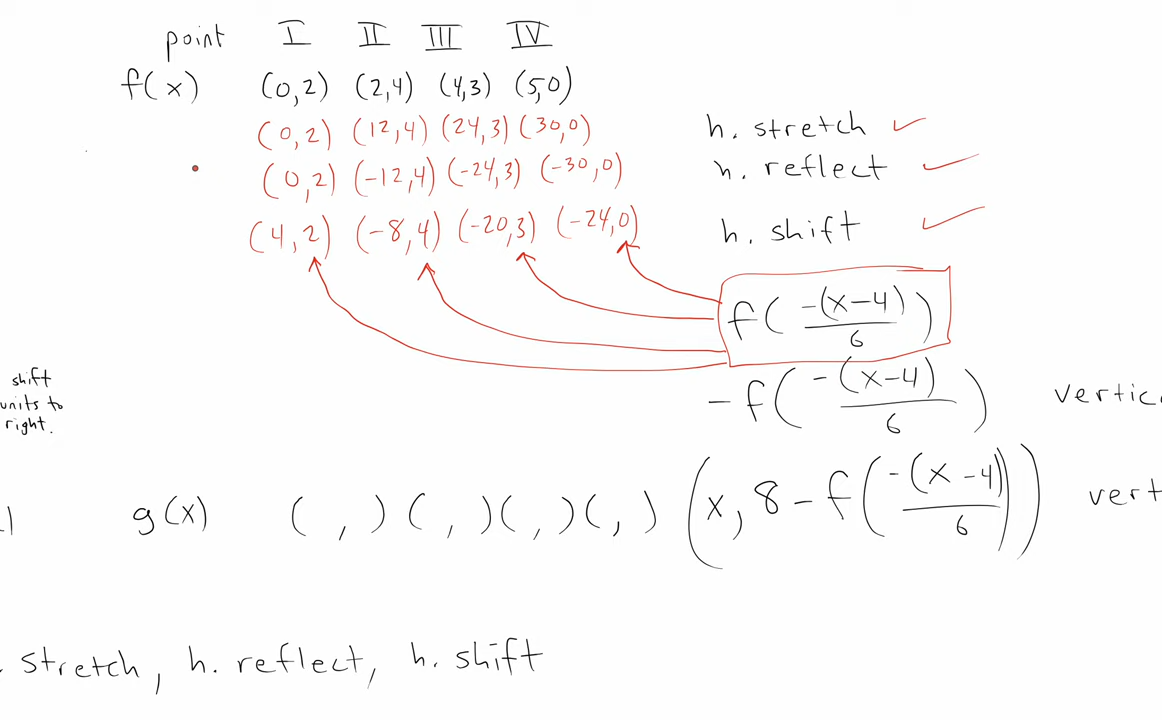 point I II III IV
f(x) (0,2) (2,4) (4,3) (5,0)
(0,2) (12,4) (24,3) (30,0) h. stretch ✓
(0,2) (-12,4) (-24,3) (-30,0) h. reflect ✓
(4,2) (-8,4) (-20,3) (-24,0) h. shift ✓
f(-(x-4)/6)
shift
units to
right.
-f(-(x-4)/6) vertic
) g(x) ( , ) ( , ) ( , ) ( , ) (x, 8-f(-(x-4)/6)) vert
. stretch, h. reflect, h. shift